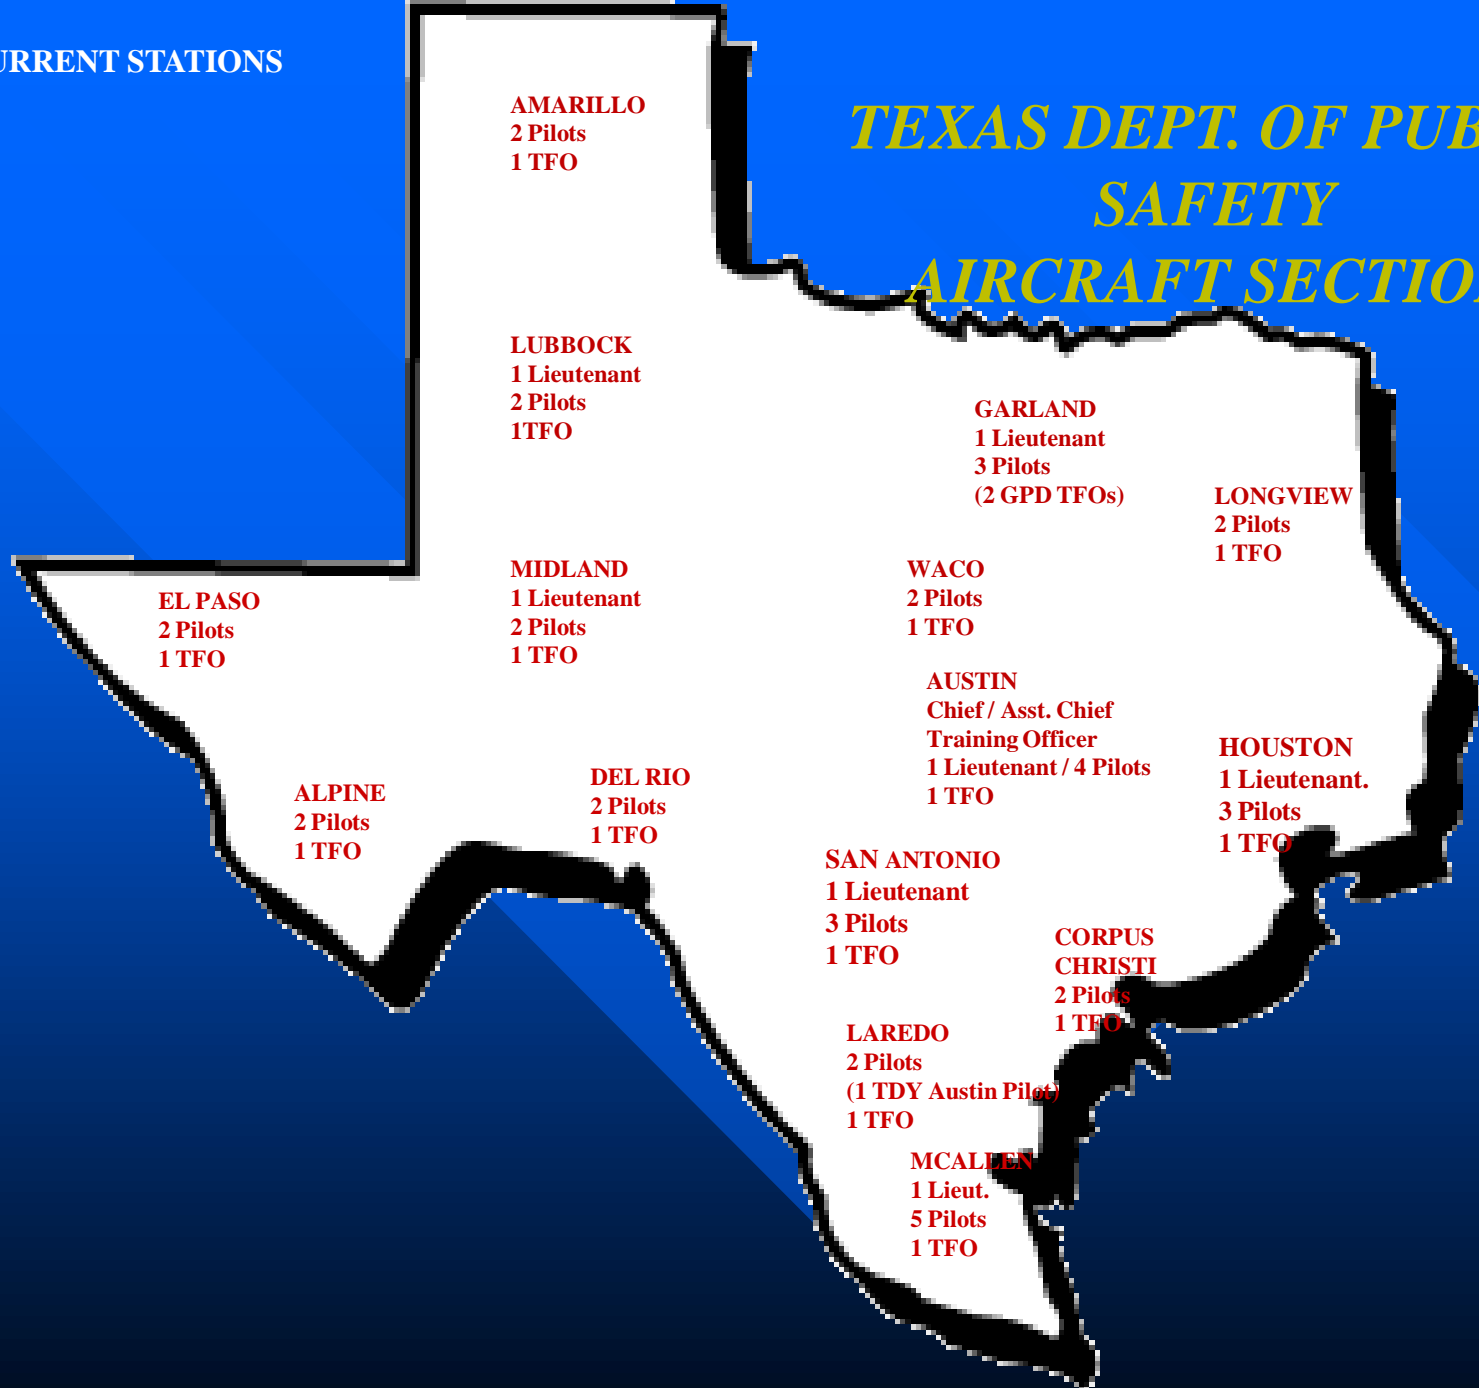 URRENT STATIONS
TEXAS DEPT. OF PUB
SAFETY
AIRCRAFT SECTIO
AMARILLO
2 Pilots
1 TFO
LUBBOCK
1 Lieutenant
2 Pilots
1TFO
GARLAND
1 Lieutenant
3 Pilots
(2 GPD TFOs)
LONGVIEW
2 Pilots
1 TFO
MIDLAND
1 Lieutenant
2 Pilots
1 TFO
WACO
2 Pilots
1 TFO
EL PASO
2 Pilots
1 TFO
AUSTIN
Chief / Asst. Chief
Training Officer
1 Lieutenant / 4 Pilots
1 TFO
HOUSTON
1 Lieutenant.
3 Pilots
1 TFO
DEL RIO
2 Pilots
1 TFO
ALPINE
2 Pilots
1 TFO
SAN ANTONIO
1 Lieutenant
3 Pilots
1 TFO
CORPUS
CHRISTI
2 Pilots
1 TFO
LAREDO
2 Pilots
(1 TDY Austin Pilot)
1 TFO
MCALLEN
1 Lieut.
5 Pilots
1 TFO